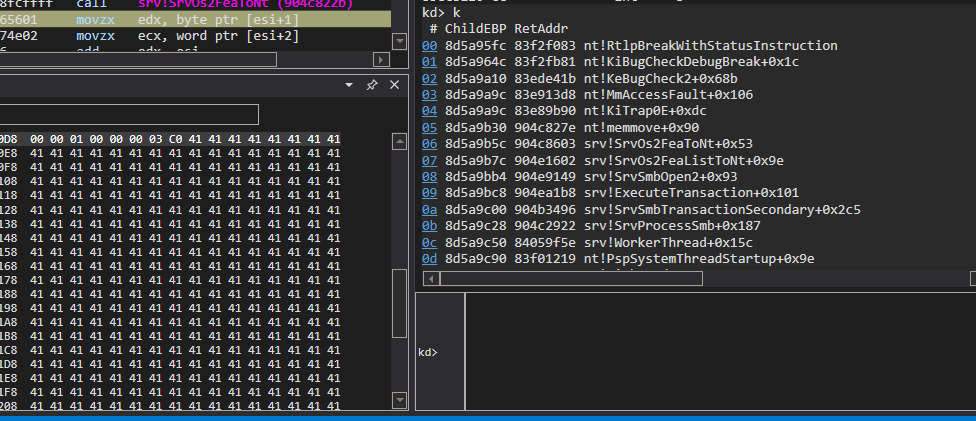 8fcffff call srv!SrvOs2FeaToNt (904c822b)
65601 movzx edx, byte ptr [esi+1]
74e02 movzx ecx, word ptr [esi+2]
0D8 00 00 01 00 00 00 03 C0 41 41 41 41 41 41 41 41
0E8 41 41 41 41 41 41 41 41 41 41 41 41 41 41 41 41
0F8 41 41 41 41 41 41 41 41 41 41 41 41 41 41 41 41
108 41 41 41 41 41 41 41 41 41 41 41 41 41 41 41 41
118 41 41 41 41 41 41 41 41 41 41 41 41 41 41 41 41
128 41 41 41 41 41 41 41 41 41 41 41 41 41 41 41 41
138 41 41 41 41 41 41 41 41 41 41 41 41 41 41 41 41
148 41 41 41 41 41 41 41 41 41 41 41 41 41 41 41 41
158 41 41 41 41 41 41 41 41 41 41 41 41 41 41 41 41
168 41 41 41 41 41 41 41 41 41 41 41 41 41 41 41 41
178 41 41 41 41 41 41 41 41 41 41 41 41 41 41 41 41
188 41 41 41 41 41 41 41 41 41 41 41 41 41 41 41 41
198 41 41 41 41 41 41 41 41 41 41 41 41 41 41 41 41
1A8 41 41 41 41 41 41 41 41 41 41 41 41 41 41 41 41
1B8 41 41 41 41 41 41 41 41 41 41 41 41 41 41 41 41
1C8 41 41 41 41 41 41 41 41 41 41 41 41 41 41 41 41
1D8 41 41 41 41 41 41 41 41 41 41 41 41 41 41 41 41
1E8 41 41 41 41 41 41 41 41 41 41 41 41 41 41 41 41
1F8 41 41 41 41 41 41 41 41 41 41 41 41 41 41 41 41
208 41 41 41 41 41 41 41 41 41 41 41 41 41 41 41 41
kd> k
# ChildEBP RetAddr
00 8d5a95fc 83f2f083 nt!RtlpBreakWithStatusInstruction
01 8d5a964c 83f2fb81 nt!KiBugCheckDebugBreak+0x1c
02 8d5a9a10 83ede41b nt!KeBugCheck2+0x68b
03 8d5a9a9c 83e913d8 nt!MmAccessFault+0x106
04 8d5a9a9c 83e89b90 nt!KiTrap0E+0xdc
05 8d5a9b30 904c827e nt!memmove+0x90
06 8d5a9b5c 904c8603 srv!SrvOs2FeaToNt+0x53
07 8d5a9b7c 904e1602 srv!SrvOs2FeaListToNt+0x9e
08 8d5a9bb4 904e9149 srv!SrvSmbOpen2+0x93
09 8d5a9bc8 904ea1b8 srv!ExecuteTransaction+0x101
0a 8d5a9c00 904b3496 srv!SrvSmbTransactionSecondary+0x2c5
0b 8d5a9c28 904c2922 srv!SrvProcessSmb+0x187
0c 8d5a9c50 84059f5e srv!WorkerThread+0x15c
0d 8d5a9c90 83f01219 nt!PspSystemThreadStartup+0x9e
kd>